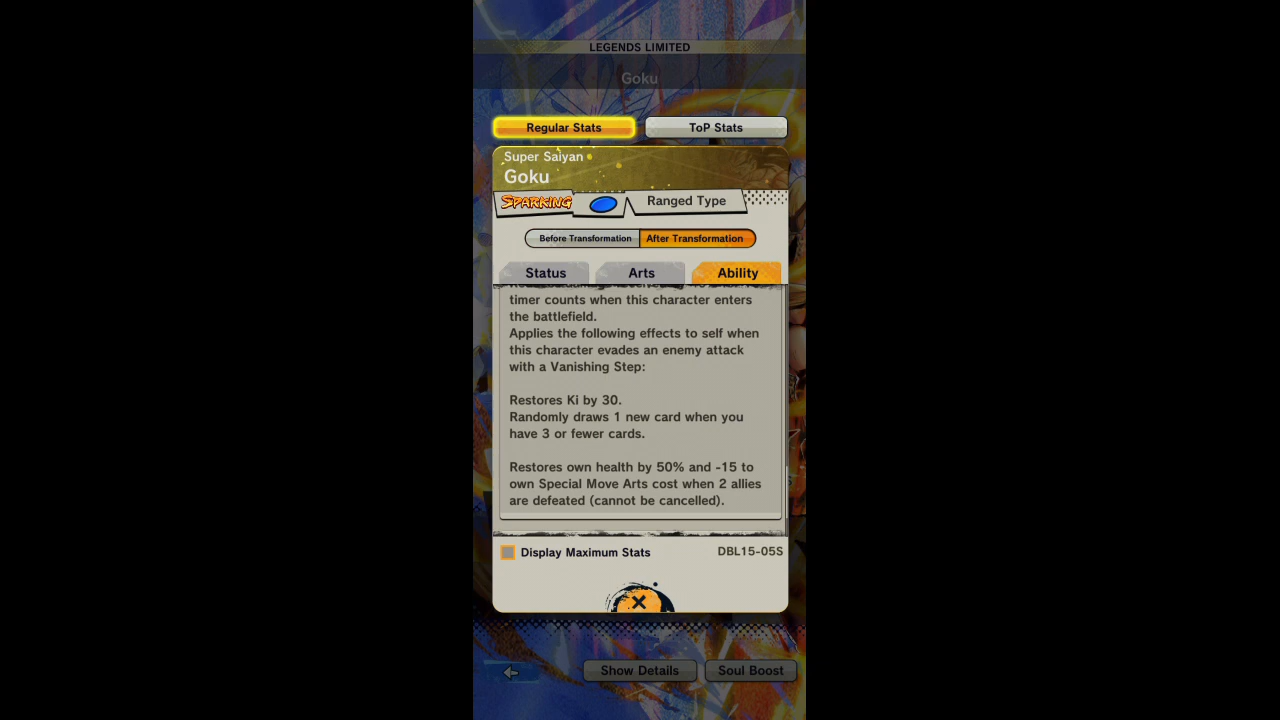 LEGENDS LIMITED
Goku
Regular Stats
ToP Stats
Super Saiyan
Goku
SPARKING
Ranged Type
Before Transformation
After Transformation
Status
Arts
Ability
timer counts when this character enters
the battlefield.
Applies the following effects to self when
this character evades an enemy attack
with a Vanishing Step:
Restores Ki by 30.
Randomly draws 1 new card when you
have 3 or fewer cards.
Restores own health by 50% and -15 to
own Special Move Arts cost when 2 allies
are defeated (cannot be cancelled).
Display Maximum Stats
DBL15-05S
Show Details
Soul Boost